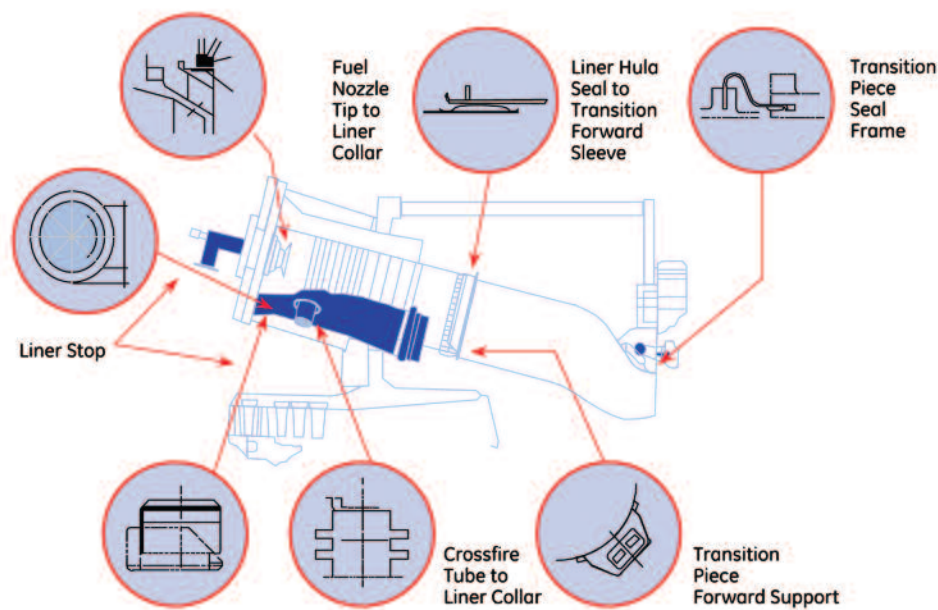 Fuel
Nozzle
Tip to
Liner
Collar
Liner Hula
Seal to
Transition
Forward
Sleeve
Transition
Piece
Seal
Frame
Liner Stop
Crossfire
Tube to
Liner Collar
Transition
Piece
Forward Support